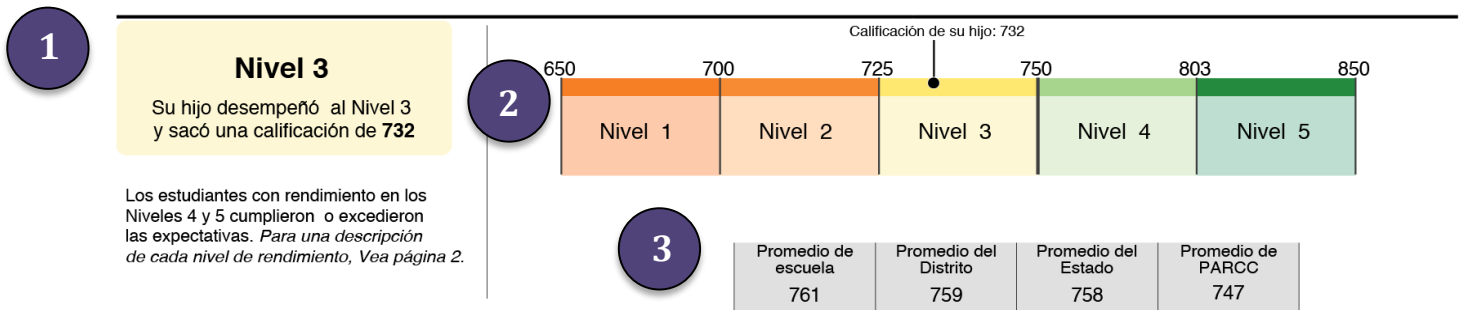 1
Nivel 3
Su hijo desempeñó al Nivel 3
y sacó una calificación de 732
Los estudiantes con rendimiento en los
Niveles 4 y 5 cumplieron o excedieron
las expectativas. Para una descripción
de cada nivel de rendimiento, Vea página 2.
2
Calificación de su hijo: 732
650 700 725 750 803 850
Nivel 1 Nivel 2 Nivel 3 Nivel 4 Nivel 5
3
Promedio de escuela 761
Promedio del Distrito 759
Promedio del Estado 758
Promedio de PARCC 747